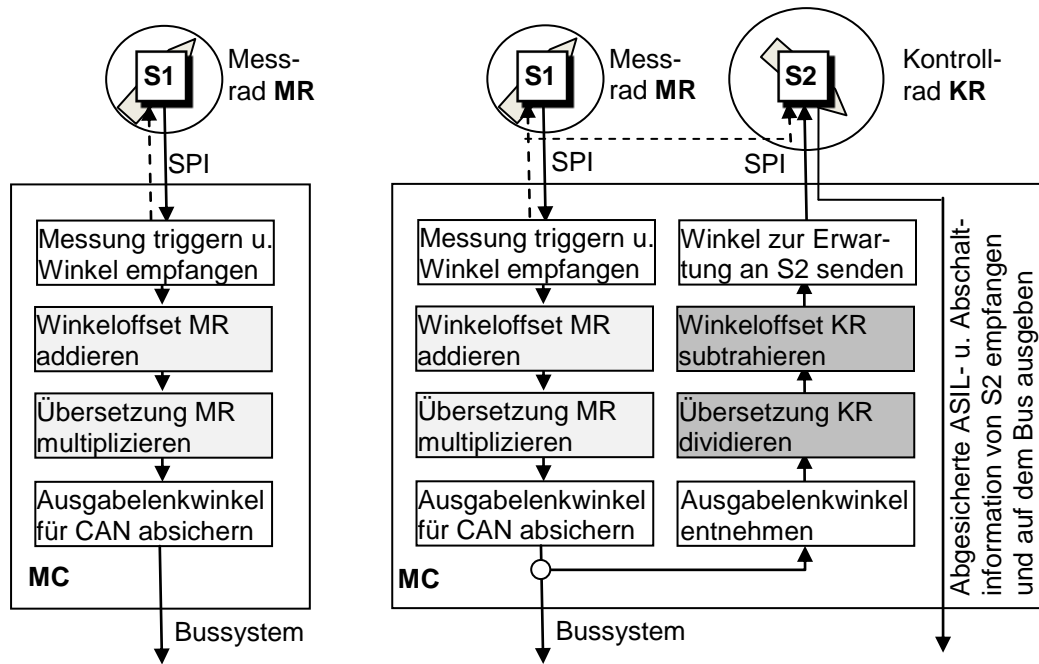 S1
Mess-
rad MR
SPI
Messung triggern u.
Winkel empfangen
Winkeloffset MR
addieren
Übersetzung MR
multiplizieren
Ausgabelenkwinkel
für CAN absichern
MC
Bussystem
S1
Mess-
rad MR
S2
Kontroll-
rad KR
SPI
SPI
Messung triggern u.
Winkel empfangen
Winkeloffset MR
addieren
Übersetzung MR
multiplizieren
Ausgabelenkwinkel
für CAN absichern
Winkel zur Erwar-
tung an S2 senden
Winkeloffset KR
subtrahieren
Übersetzung KR
dividieren
Ausgabelenkwinkel
entnehmen
MC
Bussystem
Abgesicherte ASIL- u. Abschalt-
information von S2 empfangen
und auf dem Bus ausgeben